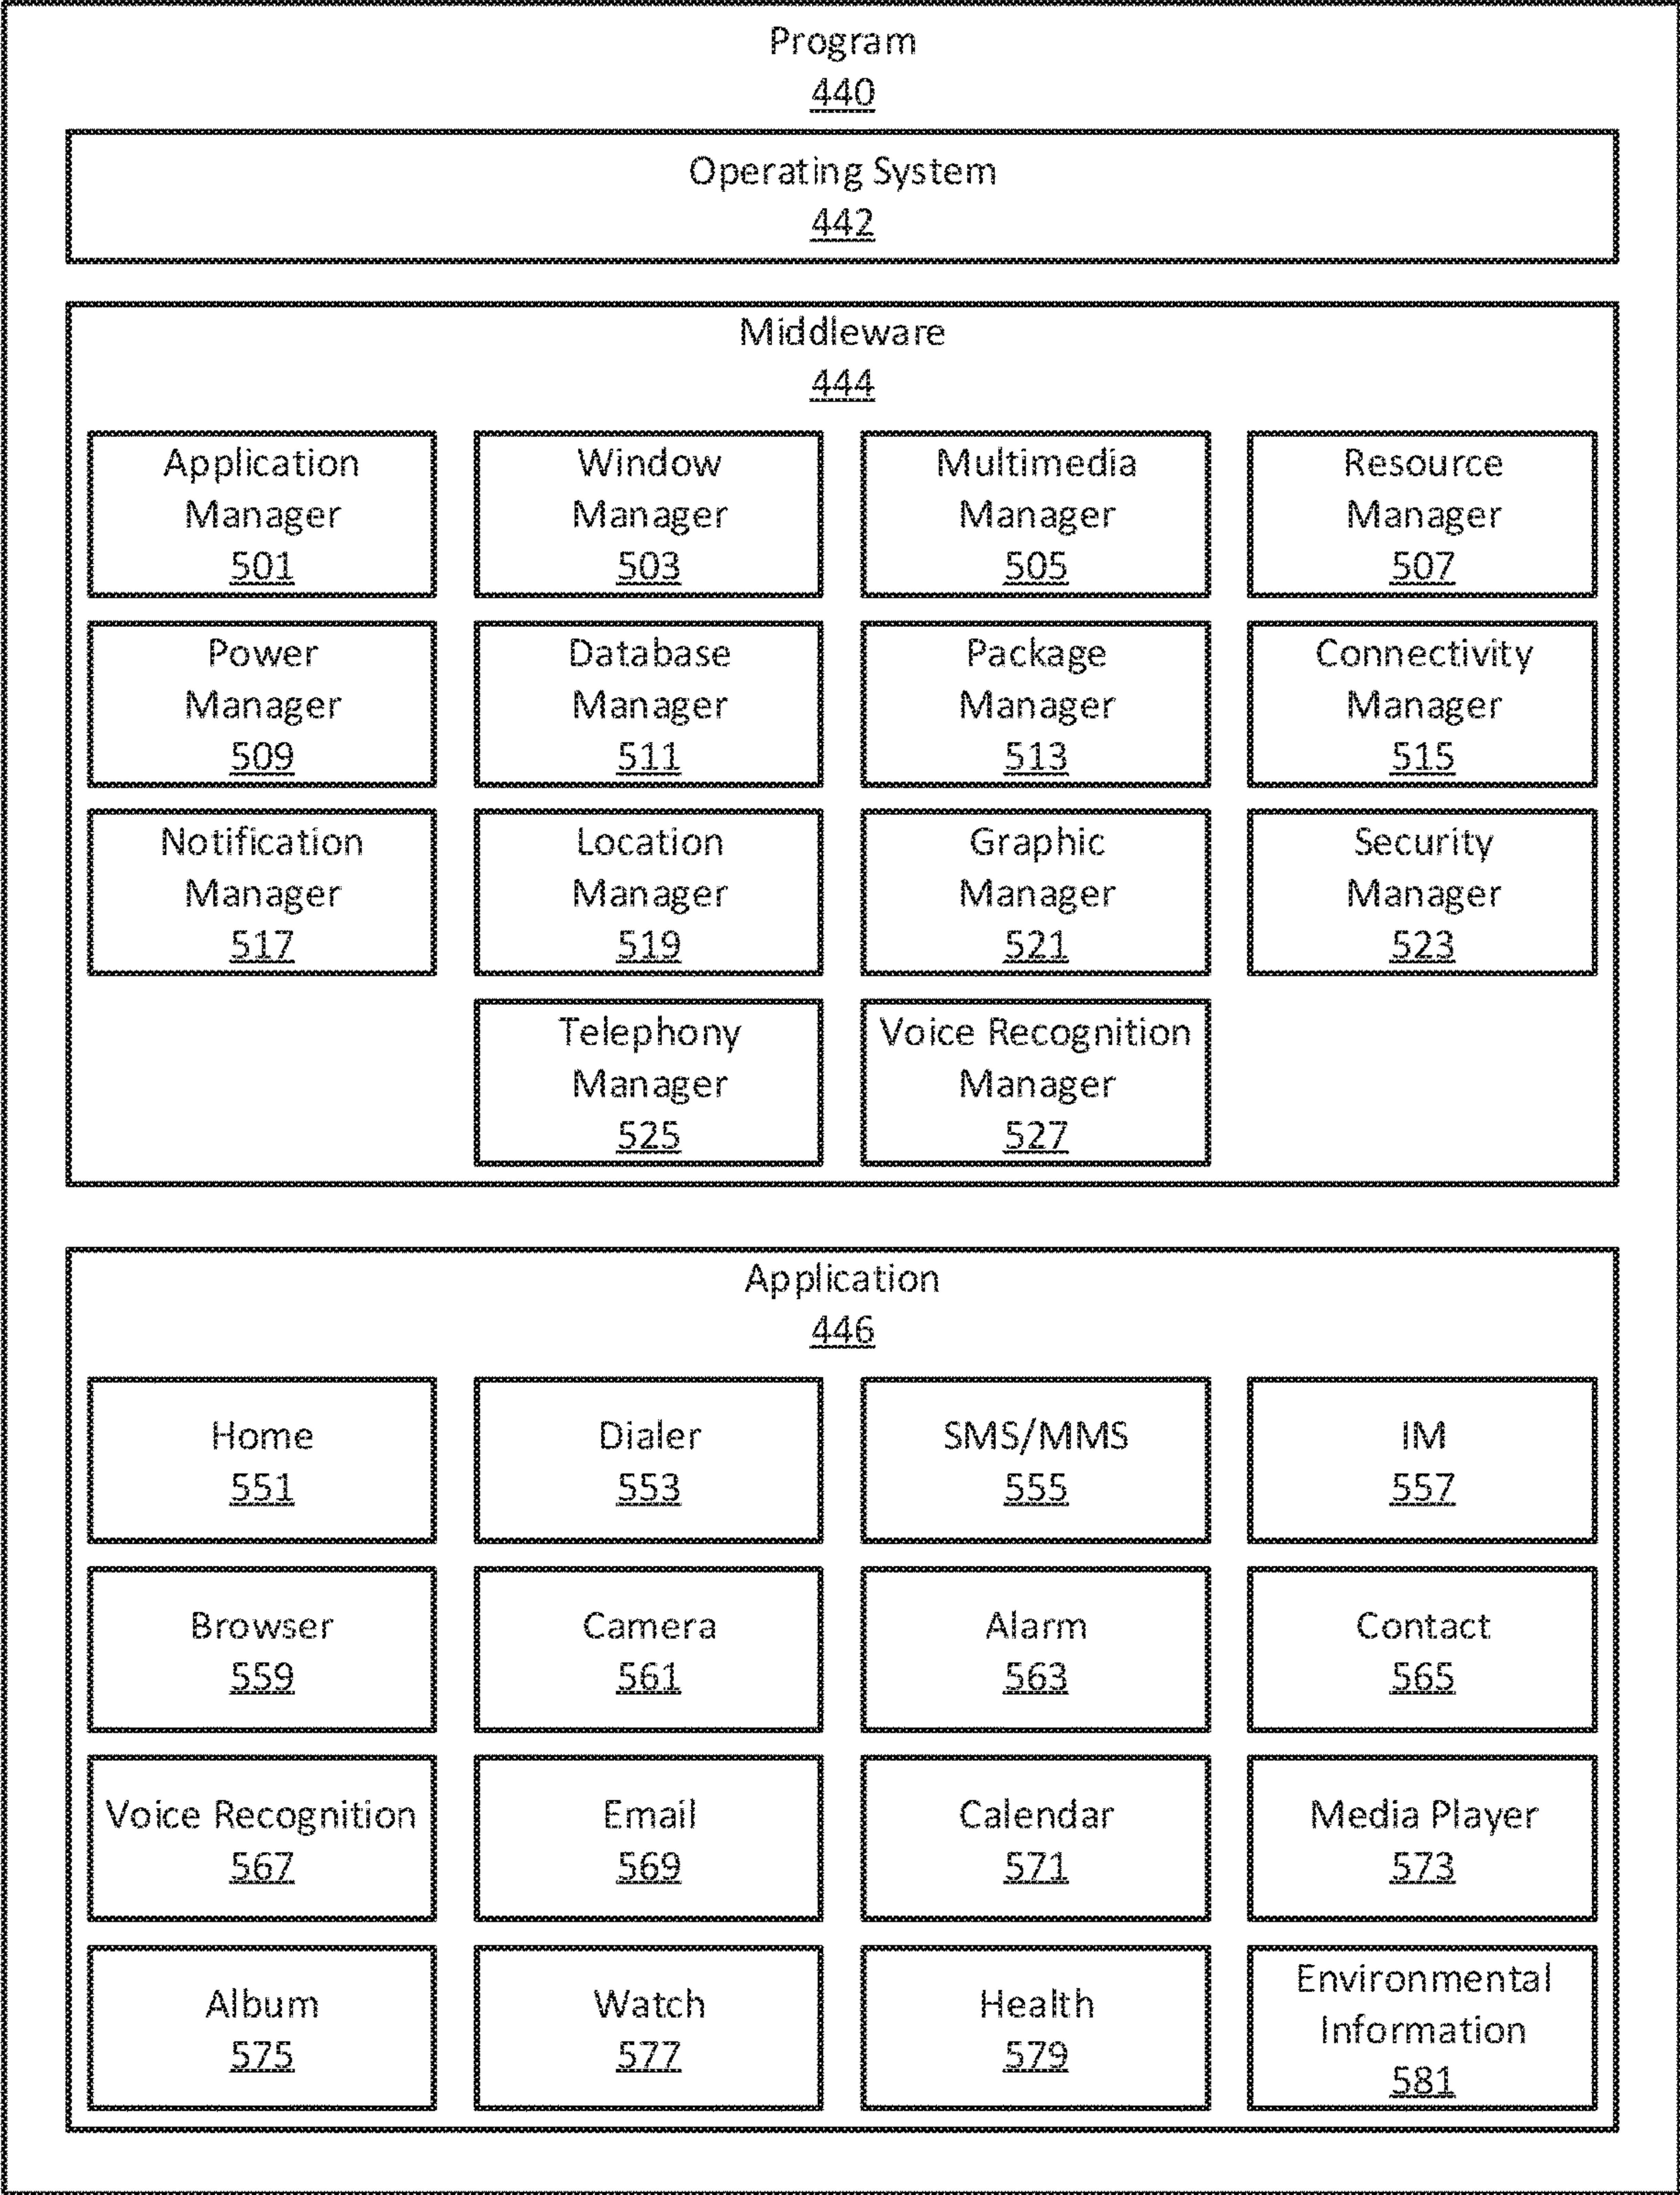 Program
440
Operating System
442
Middleware
444
Application
Manager
501
Window
Manager
503
Multimedia
Manager
505
Resource
Manager
507
Power
Manager
509
Database
Manager
511
Package
Manager
513
Connectivity
Manager
515
Notification
Manager
517
Location
Manager
519
Graphic
Manager
521
Security
Manager
523
Telephony
Manager
525
Voice Recognition
Manager
527
Application
446
Home
551
Dialer
553
SMS/MMS
555
IM
557
Browser
559
Camera
561
Alarm
563
Contact
565
Voice Recognition
567
Email
569
Calendar
571
Media Player
573
Album
575
Watch
577
Health
579
Environmental
Information
581